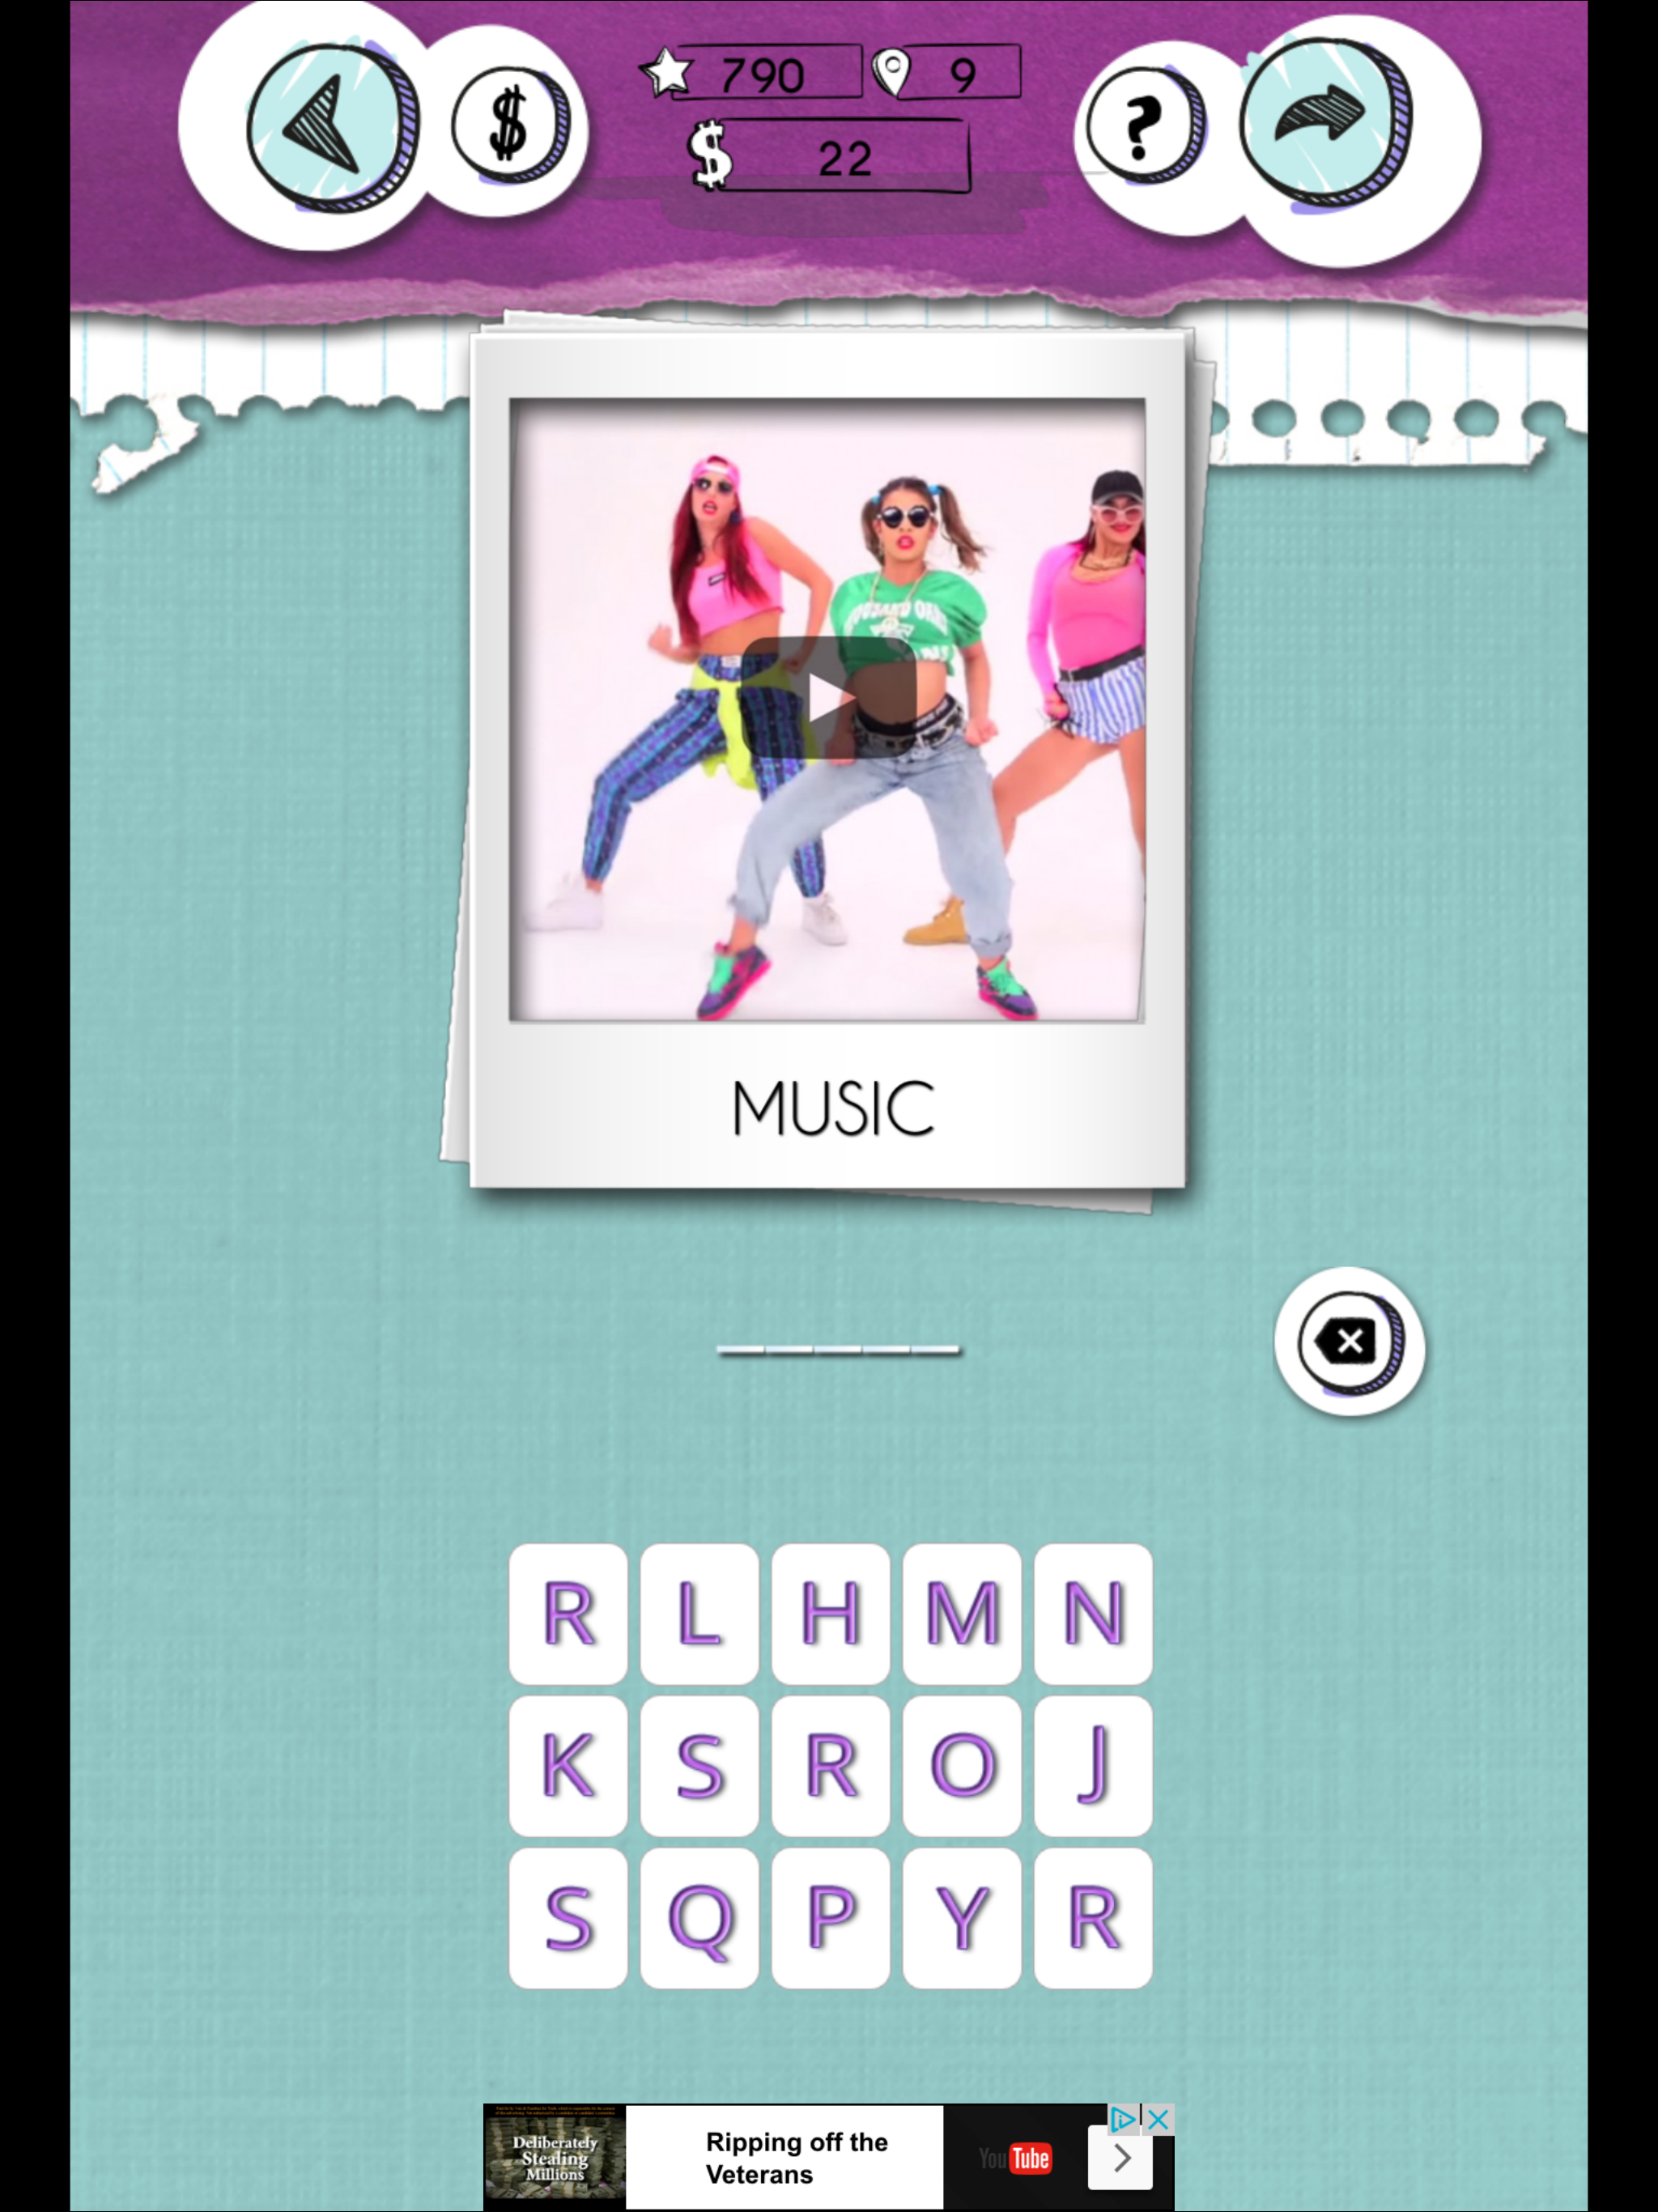 $ 790 9 ?
$ 22
MUSIC
R L H M N
K S R O J
S Q P Y R
Deliberately
Stealing
Millions
Ripping off the
Veterans
YouTube